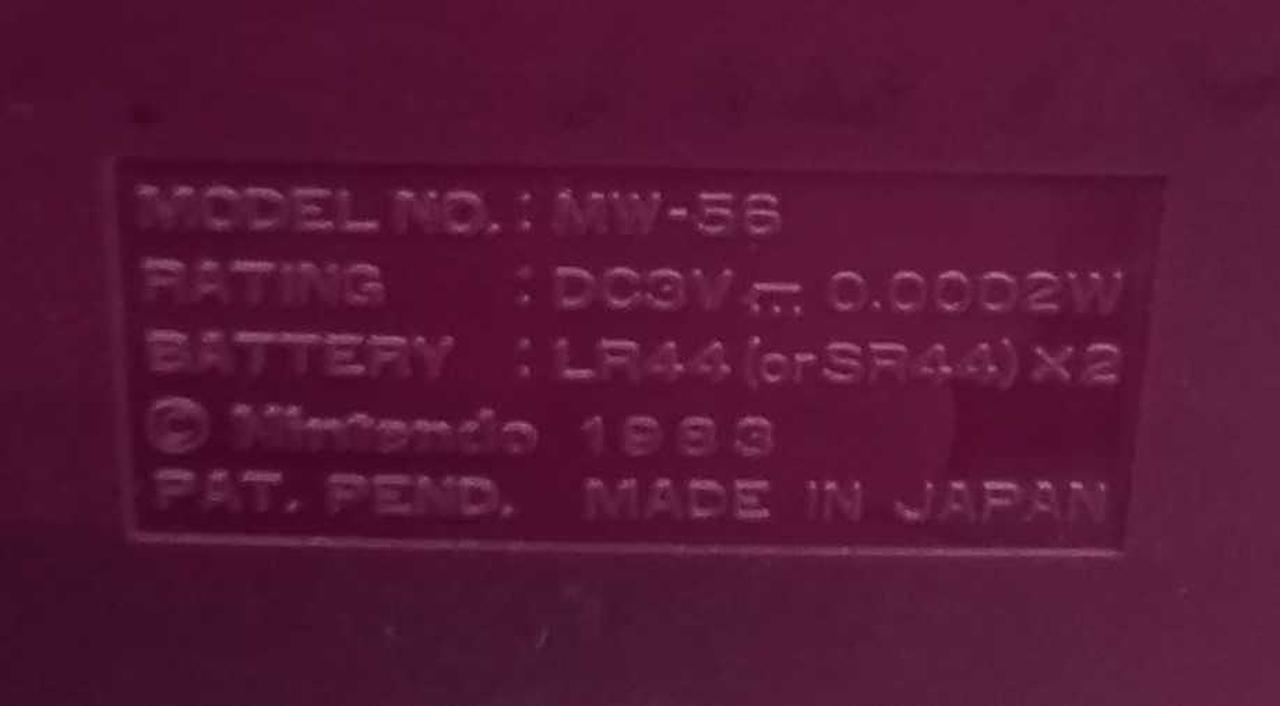 MODEL NO. : MW-56
RATING : DC3V ⎓ 0.0002W
BATTERY : LR44 (or SR44) X2
© Nintendo 1983
PAT. PEND. MADE IN JAPAN